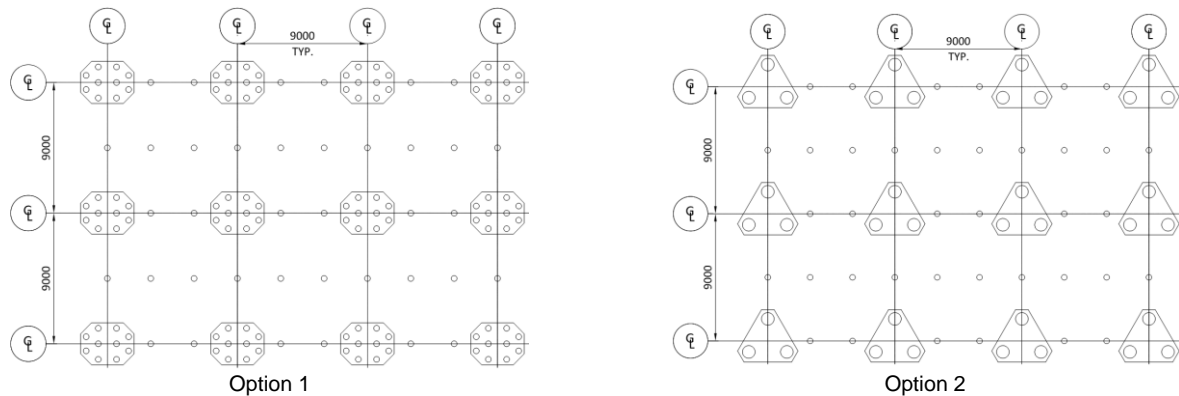 ℄ ℄ ℄ ℄
9000
TYP.
℄
9000
℄
9000
℄
Option 1
℄ ℄ ℄ ℄
9000
TYP.
℄
9000
℄
9000
℄
Option 2